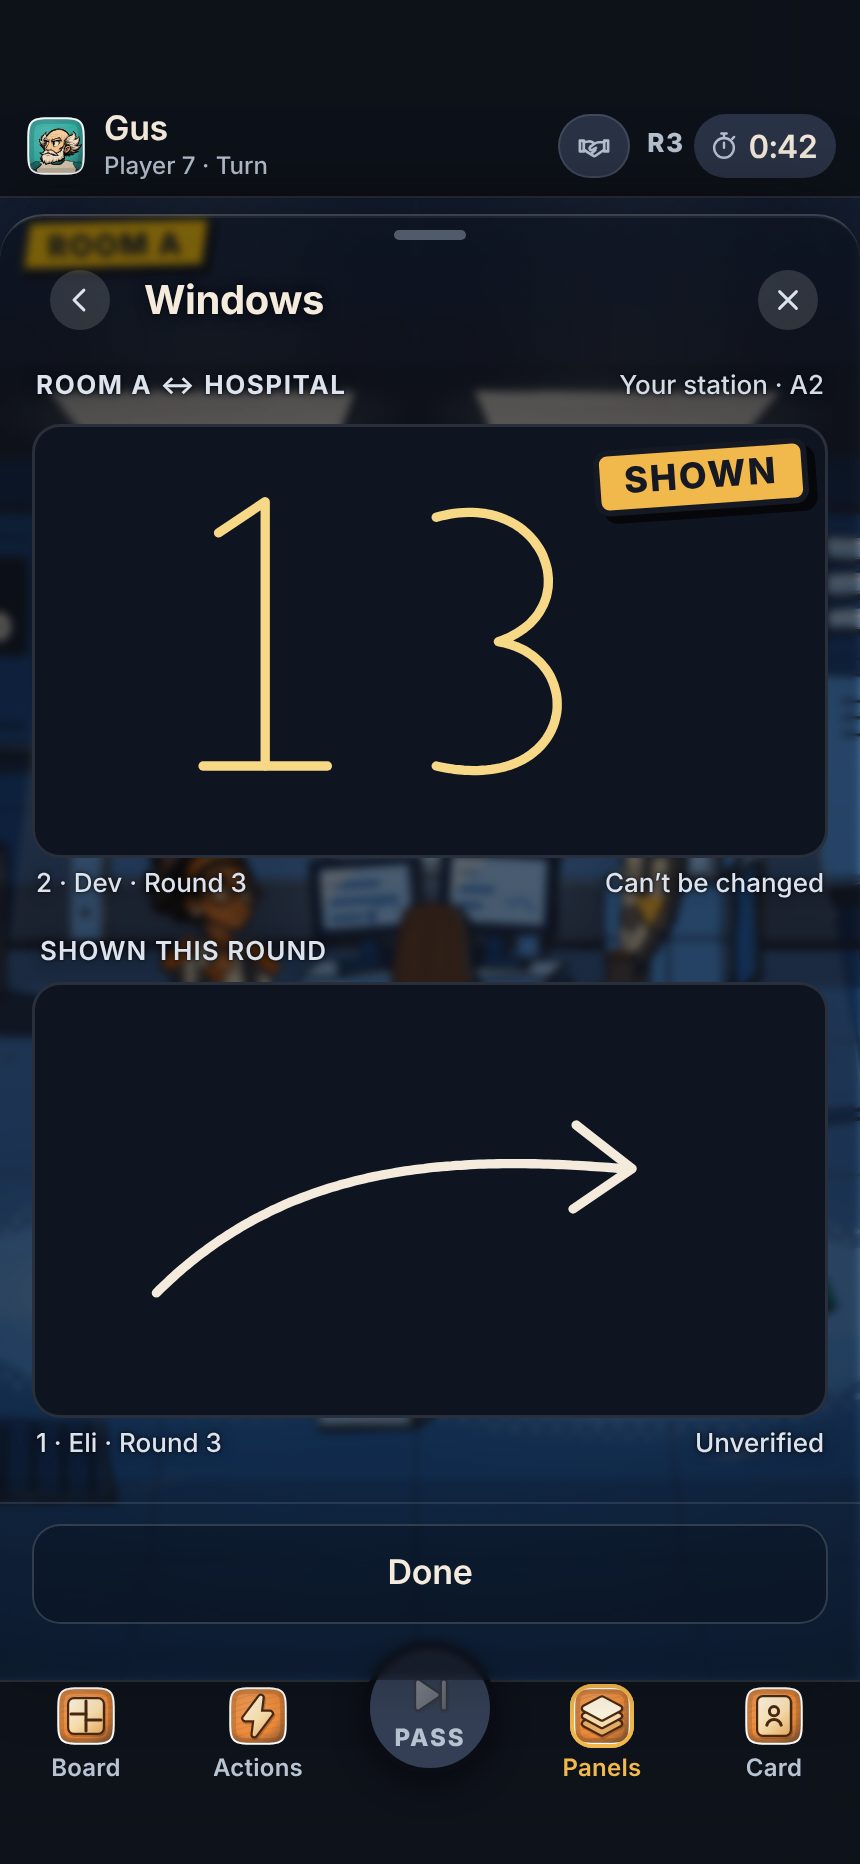 Gus
Player 7 · Turn
R3
0:42
ROOM A
Windows
ROOM A ↔ HOSPITAL
Your station · A2
SHOWN
13
2 · Dev · Round 3
Can’t be changed
SHOWN THIS ROUND
1 · Eli · Round 3
Unverified
Done
PASS
Board
Actions
Panels
Card